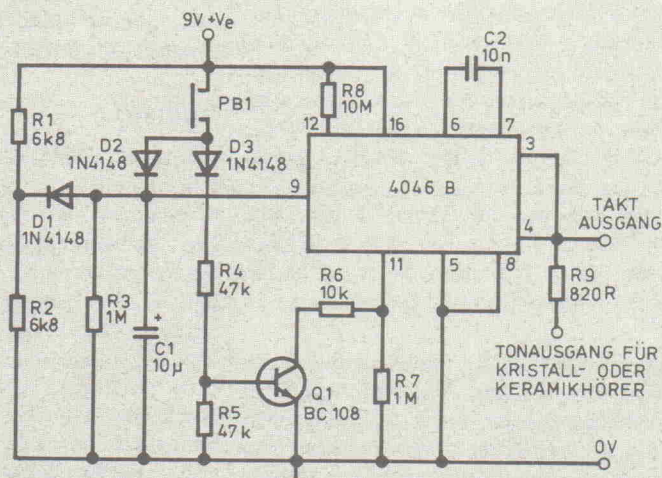 9V +Ve
C2
10n
R1
6k8
D2
1N4148
PB1
D3
1N4148
R8
10M
12
16
6
7
3
9
4046 B
4
TAKT
AUSGANG
D1
1N4148
11
5
8
R9
820R
R2
6k8
R3
1M
C1
10µ
+
R4
47k
R6
10k
Q1
BC 108
R7
1M
R5
47k
TONAUSGANG FÜR
KRISTALL- ODER
KERAMIKHÖRER
0V